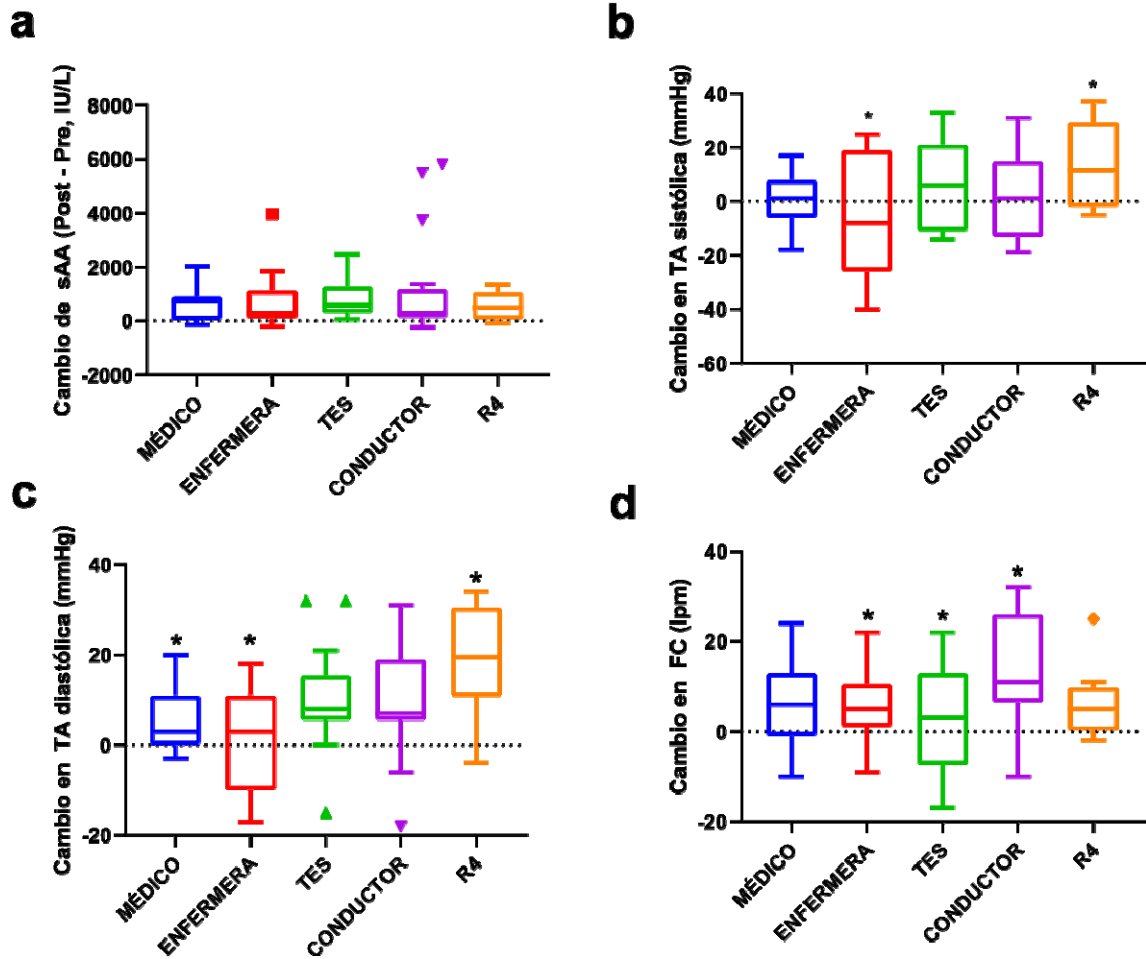 a
Cambio de sAA (Post - Pre, IU/L)
8000
6000
4000
2000
0
-2000
MÉDICO
ENFERMERA
TES
CONDUCTOR
R4
b
Cambio en TA sistólica (mmHg)
40
20
0
-20
-40
-60
* *
MÉDICO
ENFERMERA
TES
CONDUCTOR
R4
c
Cambio en TA diastólica (mmHg)
40
20
0
-20
* * *
MÉDICO
ENFERMERA
TES
CONDUCTOR
R4
d
Cambio en FC (lpm)
40
20
0
-20
* * *
MÉDICO
ENFERMERA
TES
CONDUCTOR
R4